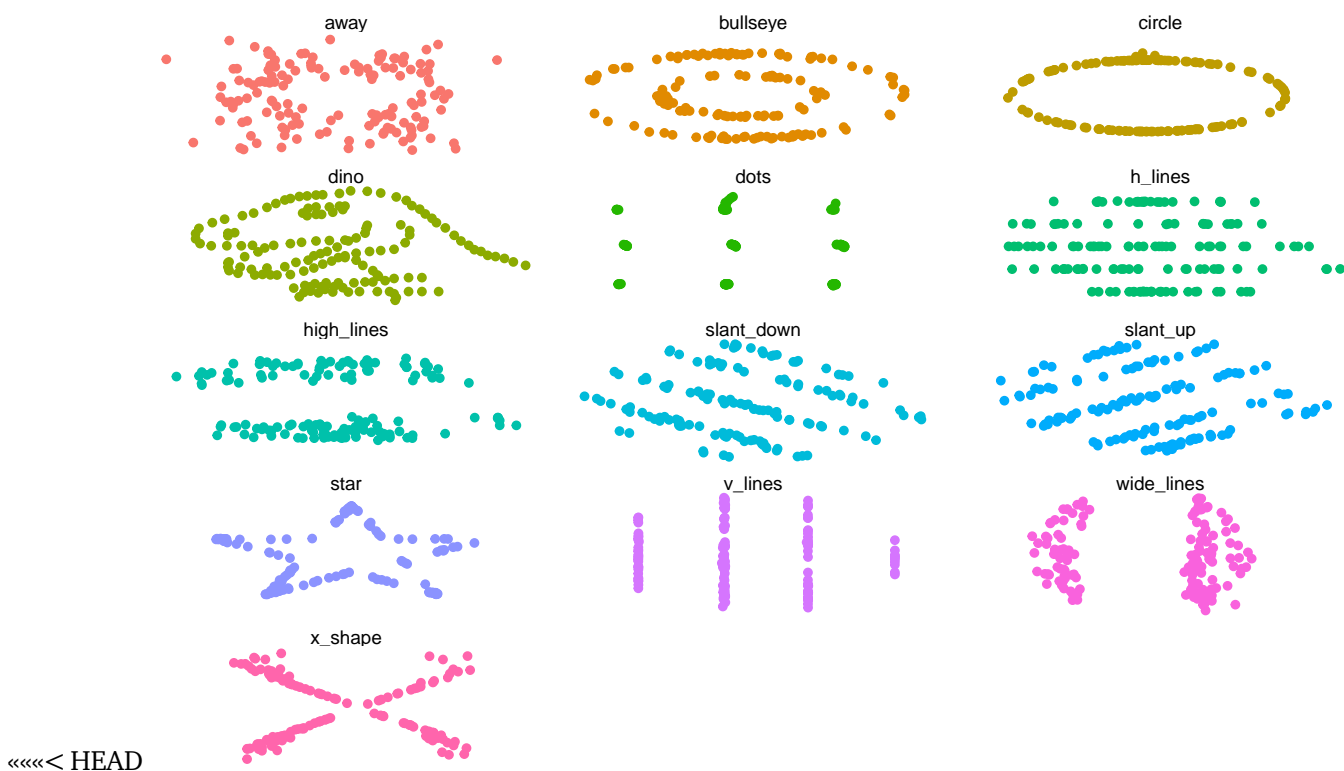 away bullseye circle
dino dots h_lines
high_lines slant_down slant_up
star v_lines wide_lines
x_shape
«««< HEAD